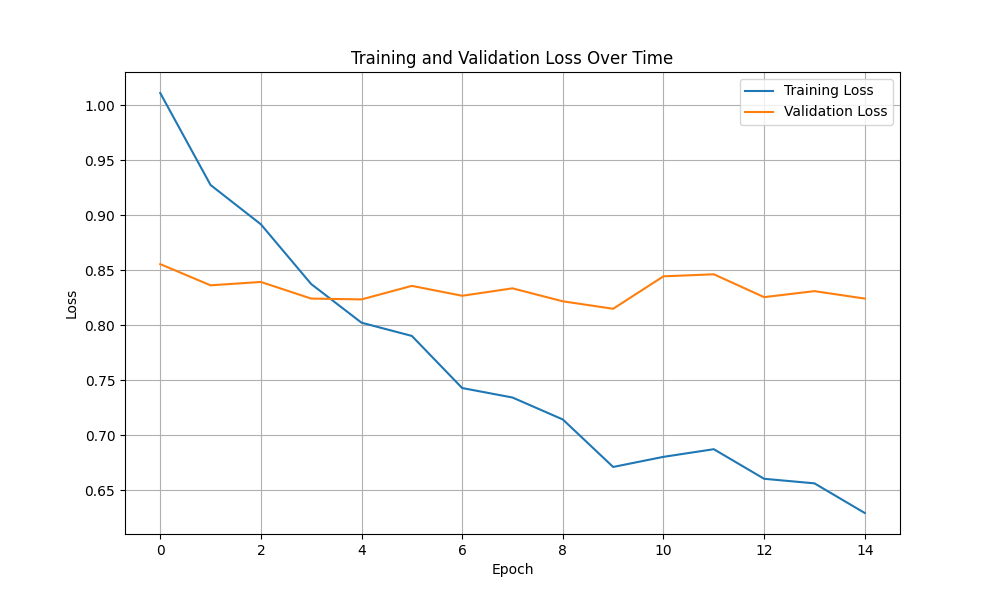 Training and Validation Loss Over Time
Training Loss
Validation Loss
1.00
0.95
0.90
0.85
0.80
0.75
0.70
0.65
Loss
0 2 4 6 8 10 12 14
Epoch